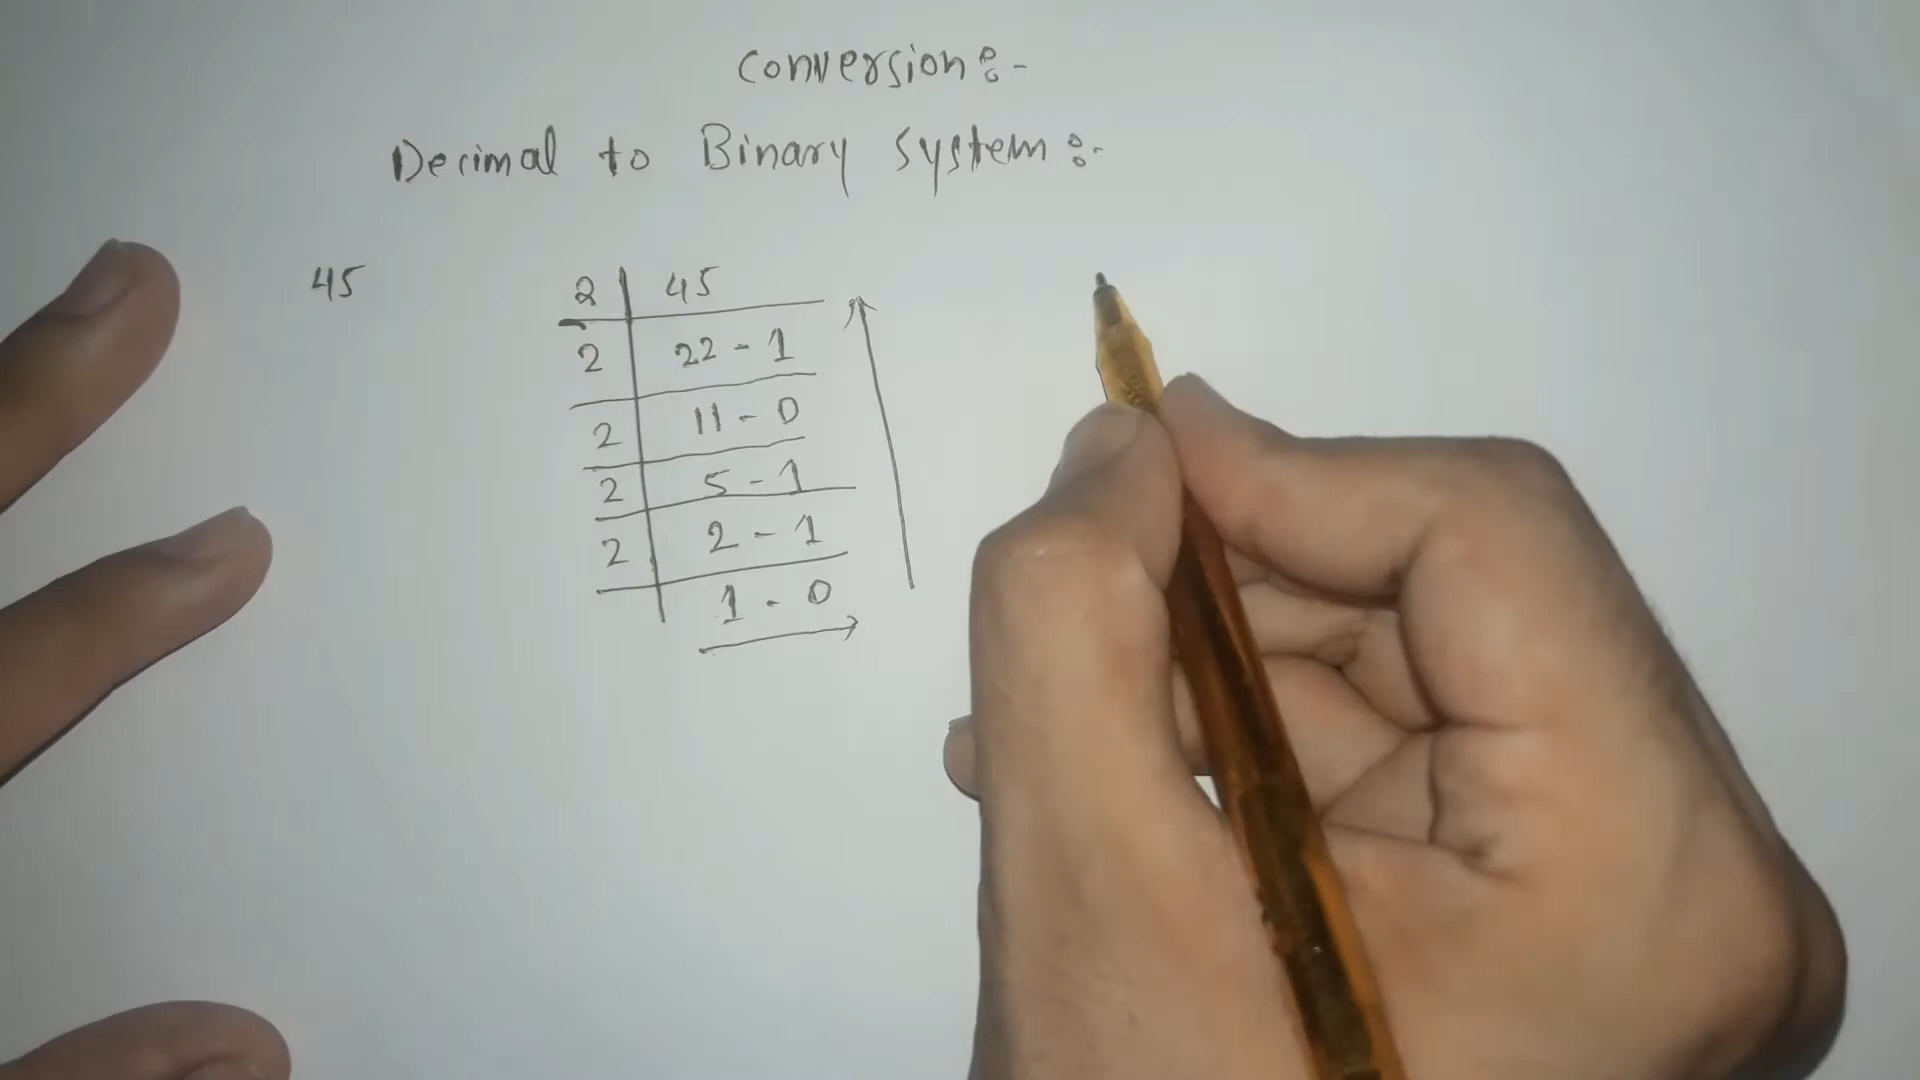 Conversion:-
Decimal to Binary System:-
45
2 | 45
2 | 22 - 1
2 | 11 - 0
2 | 5 - 1
2 | 2 - 1
1 - 0